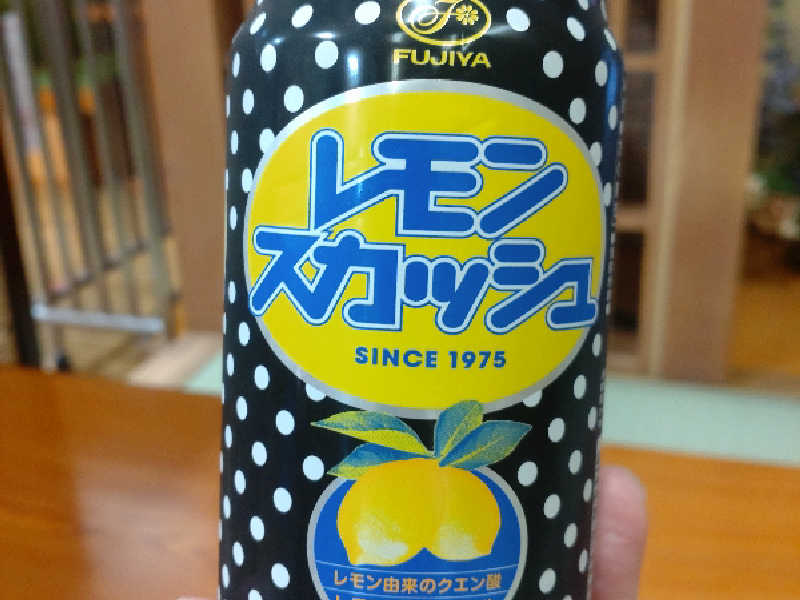 FUJIYA
レモン
スカッシュ
SINCE 1975
レモン由来のクエン酸